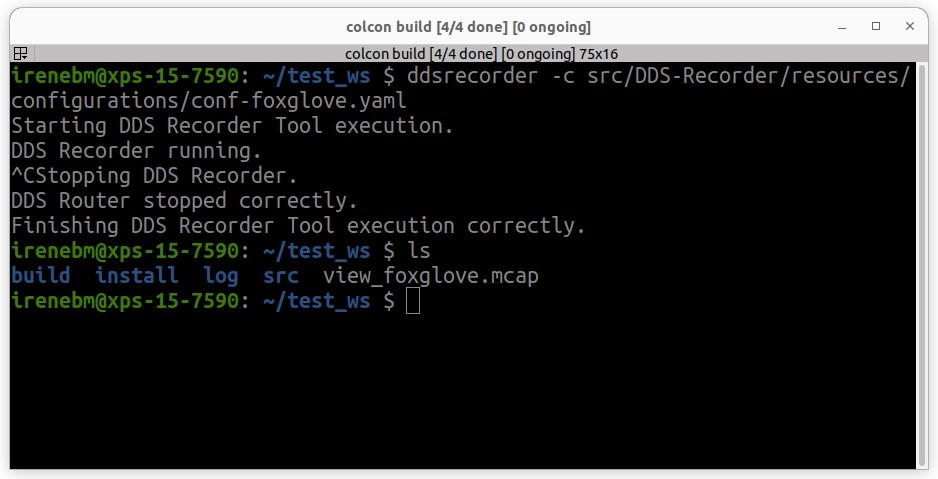 colcon build [4/4 done] [0 ongoing]
colcon build [4/4 done] [0 ongoing] 75x16
irenebm@xps-15-7590: ~/test_ws $ ddsrecorder -c src/DDS-Recorder/resources/
configurations/conf-foxglove.yaml
Starting DDS Recorder Tool execution.
DDS Recorder running.
^CStopping DDS Recorder.
DDS Router stopped correctly.
Finishing DDS Recorder Tool execution correctly.
irenebm@xps-15-7590: ~/test_ws $ ls
build  install  log  src  view_foxglove.mcap
irenebm@xps-15-7590: ~/test_ws $